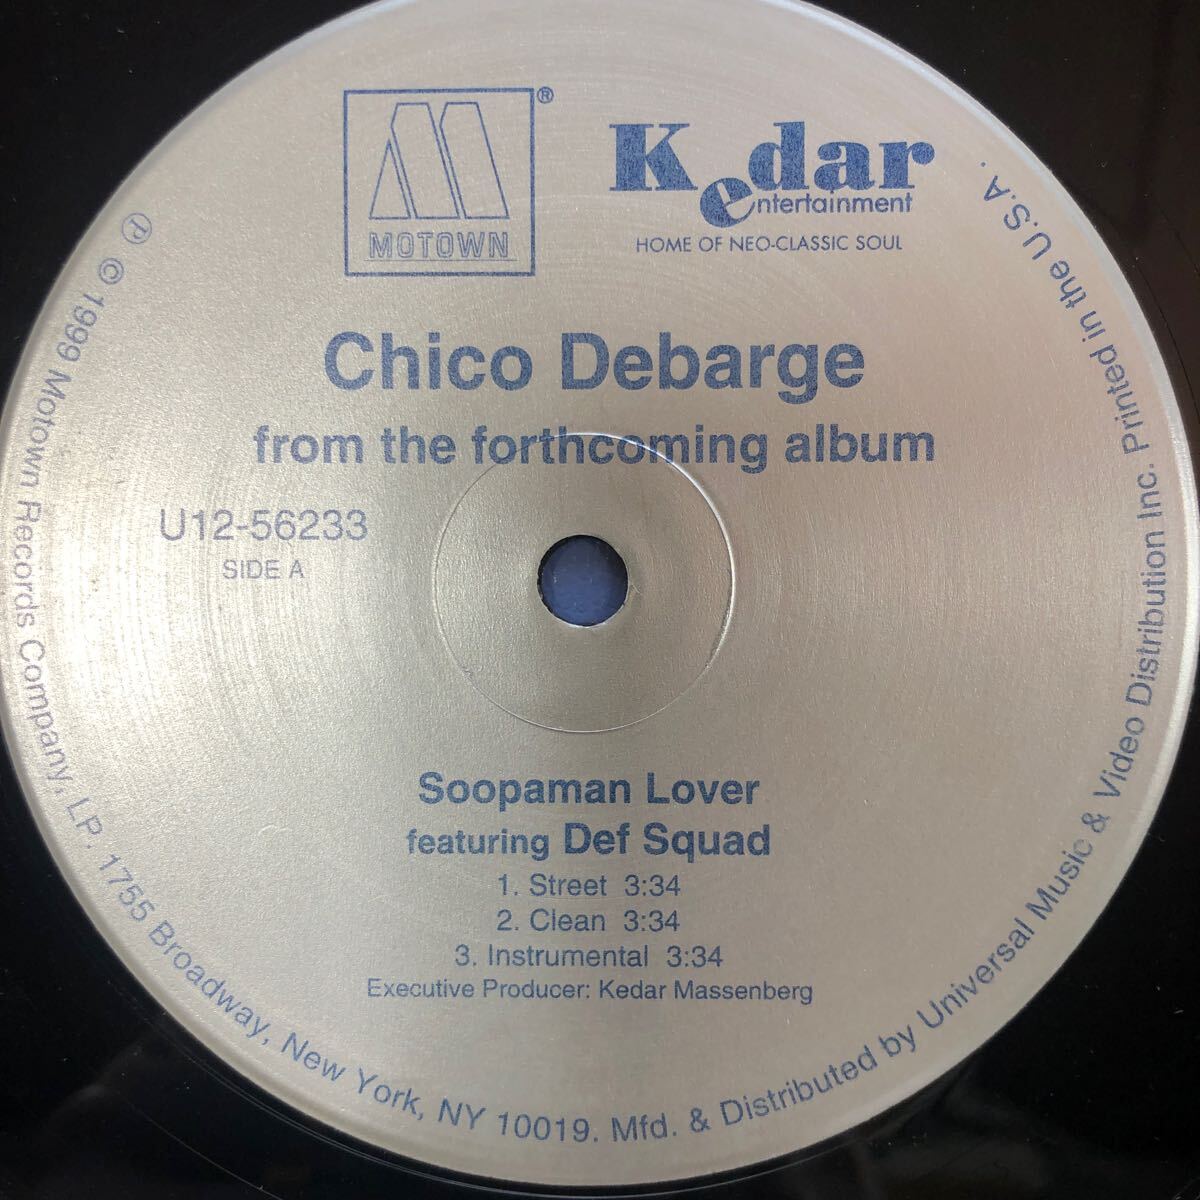 MOTOWN ®
Kedar
entertainment
HOME OF NEO-CLASSIC SOUL
Chico Debarge
from the forthcoming album
U12-56233
SIDE A
Soopaman Lover
featuring Def Squad
1. Street 3:34
2. Clean 3:34
3. Instrumental 3:34
Executive Producer: Kedar Massenberg
℗ © 1999 Motown Records Company, LP. 1755 Broadway, New York, NY 10019. Mfd. & Distributed by Universal Music & Video Distribution Inc. Printed in the U.S.A.